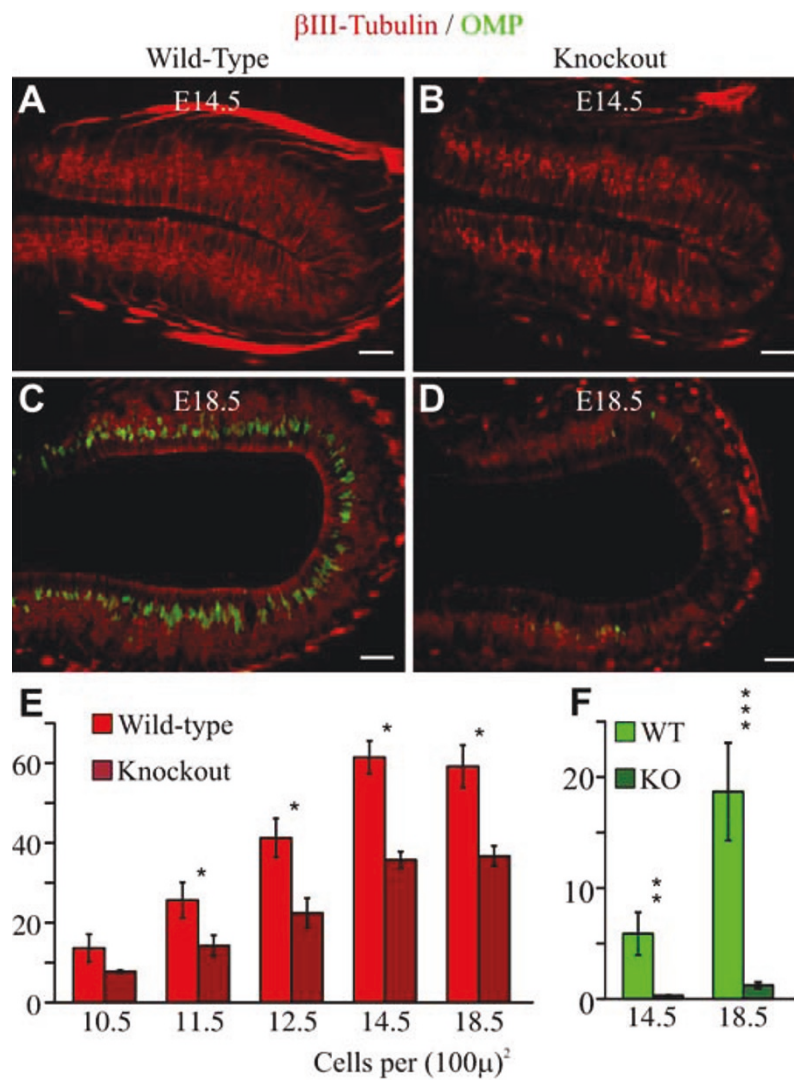 βIII-Tubulin / OMP
Wild-Type Knockout
A E14.5 B E14.5
C E18.5 D E18.5
E F
Wild-type
Knockout
WT
KO
* * * * * ** ***
60
40
20
0
20
10
0
10.5 11.5 12.5 14.5 18.5 14.5 18.5
Cells per (100μ)²